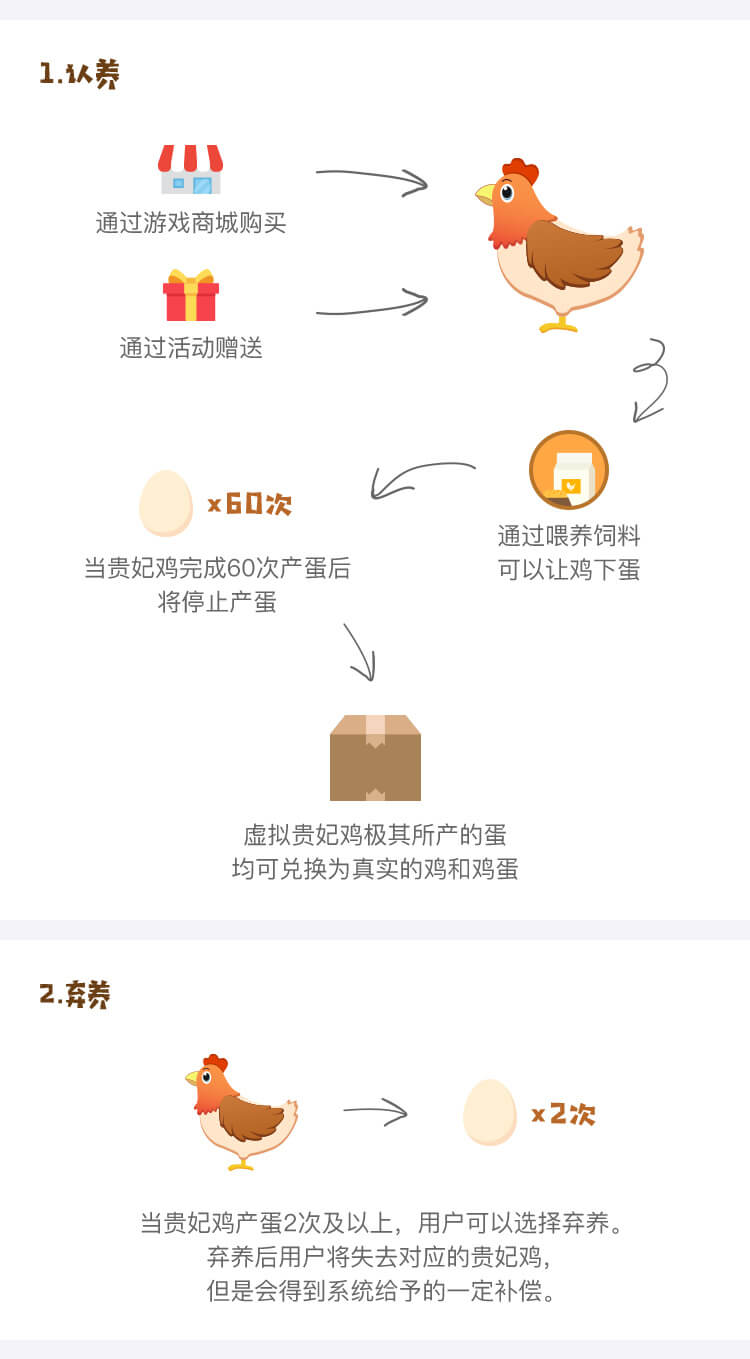 1.认养
通过游戏商城购买
通过活动赠送
x60次
当贵妃鸡完成60次产蛋后
将停止产蛋
通过喂养饲料
可以让鸡下蛋
虚拟贵妃鸡极其所产的蛋
均可兑换为真实的鸡和鸡蛋
2.弃养
x2次
当贵妃鸡产蛋2次及以上，用户可以选择弃养。
弃养后用户将失去对应的贵妃鸡，
但是会得到系统给予的一定补偿。